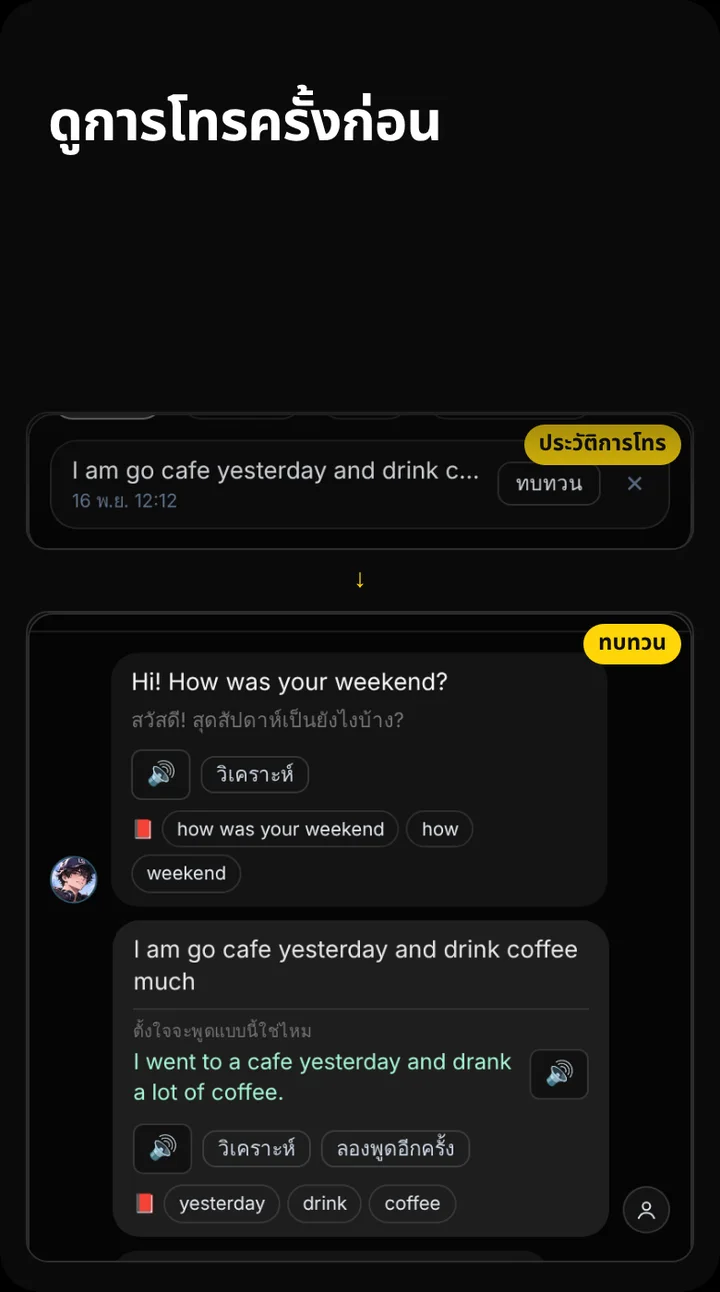 ดูการโทรครั้งก่อน
ประวัติการโทร
I am go cafe yesterday and drink c...
16 พ.ย. 12:12
ทบทวน
✕
↓
ทบทวน
Hi! How was your weekend?
สวัสดี! สุดสัปดาห์เป็นยังไงบ้าง?
วิเคราะห์
how was your weekend
how
weekend
I am go cafe yesterday and drink coffee
much
ตั้งใจจะพูดแบบนี้ใช่ไหม
I went to a cafe yesterday and drank
a lot of coffee.
วิเคราะห์
ลองพูดอีกครั้ง
yesterday
drink
coffee